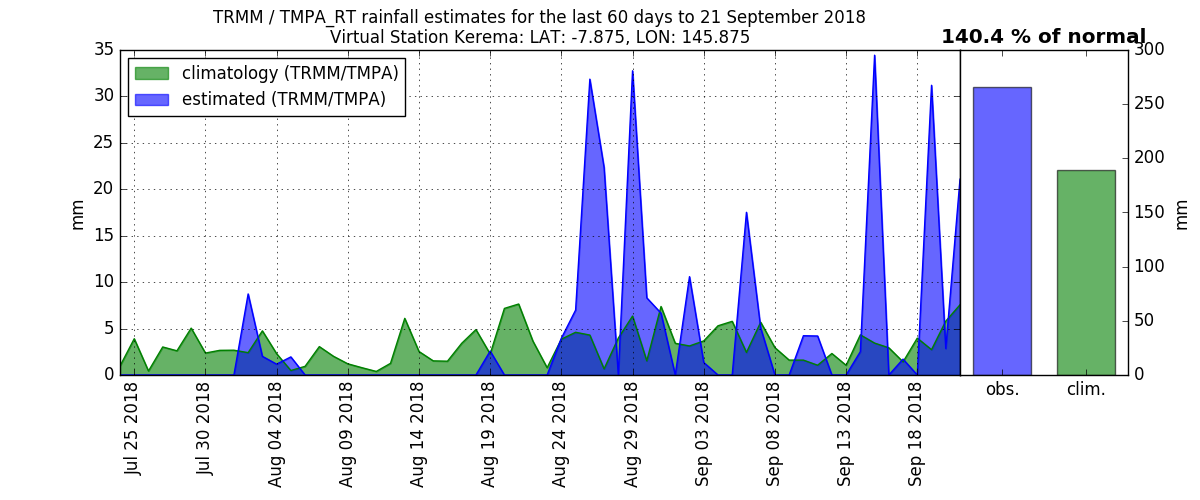 TRMM / TMPA_RT rainfall estimates for the last 60 days to 21 September 2018
Virtual Station Kerema: LAT: -7.875, LON: 145.875
140.4 % of normal
climatology (TRMM/TMPA)
estimated (TRMM/TMPA)
mm
35
30
25
20
15
10
5
0
Jul 25 2018
Jul 30 2018
Aug 04 2018
Aug 09 2018
Aug 14 2018
Aug 19 2018
Aug 24 2018
Aug 29 2018
Sep 03 2018
Sep 08 2018
Sep 13 2018
Sep 18 2018
obs.
clim.
300
250
200
150
100
50
0
mm